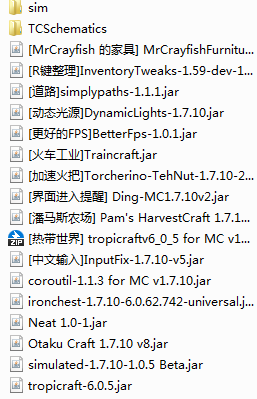 sim
TCSchematics
[MrCrayfish 的家具] MrCrayfishFurnitu...
[R键整理]InventoryTweaks-1.59-dev-1...
[道路]simplypaths-1.1.1.jar
[动态光源]DynamicLights-1.7.10.jar
[更好的FPS]BetterFps-1.0.1.jar
[火车工业]Traincraft.jar
[加速火把]Torcherino-TehNut-1.7.10-2...
[界面进入提醒] Ding-MC1.7.10v2.jar
[潘马斯农场] Pam's HarvestCraft 1.7.1...
ZIP [热带世界] tropicraftv6_0_5 for MC v1...
[中文输入]InputFix-1.7.10-v5.jar
coroutil-1.1.3 for MC v1.7.10.jar
ironchest-1.7.10-6.0.62.742-universal.j...
Neat 1.0-1.jar
Otaku Craft 1.7.10 v8.jar
simulated-1.7.10-1.0.5 Beta.jar
tropicraft-6.0.5.jar